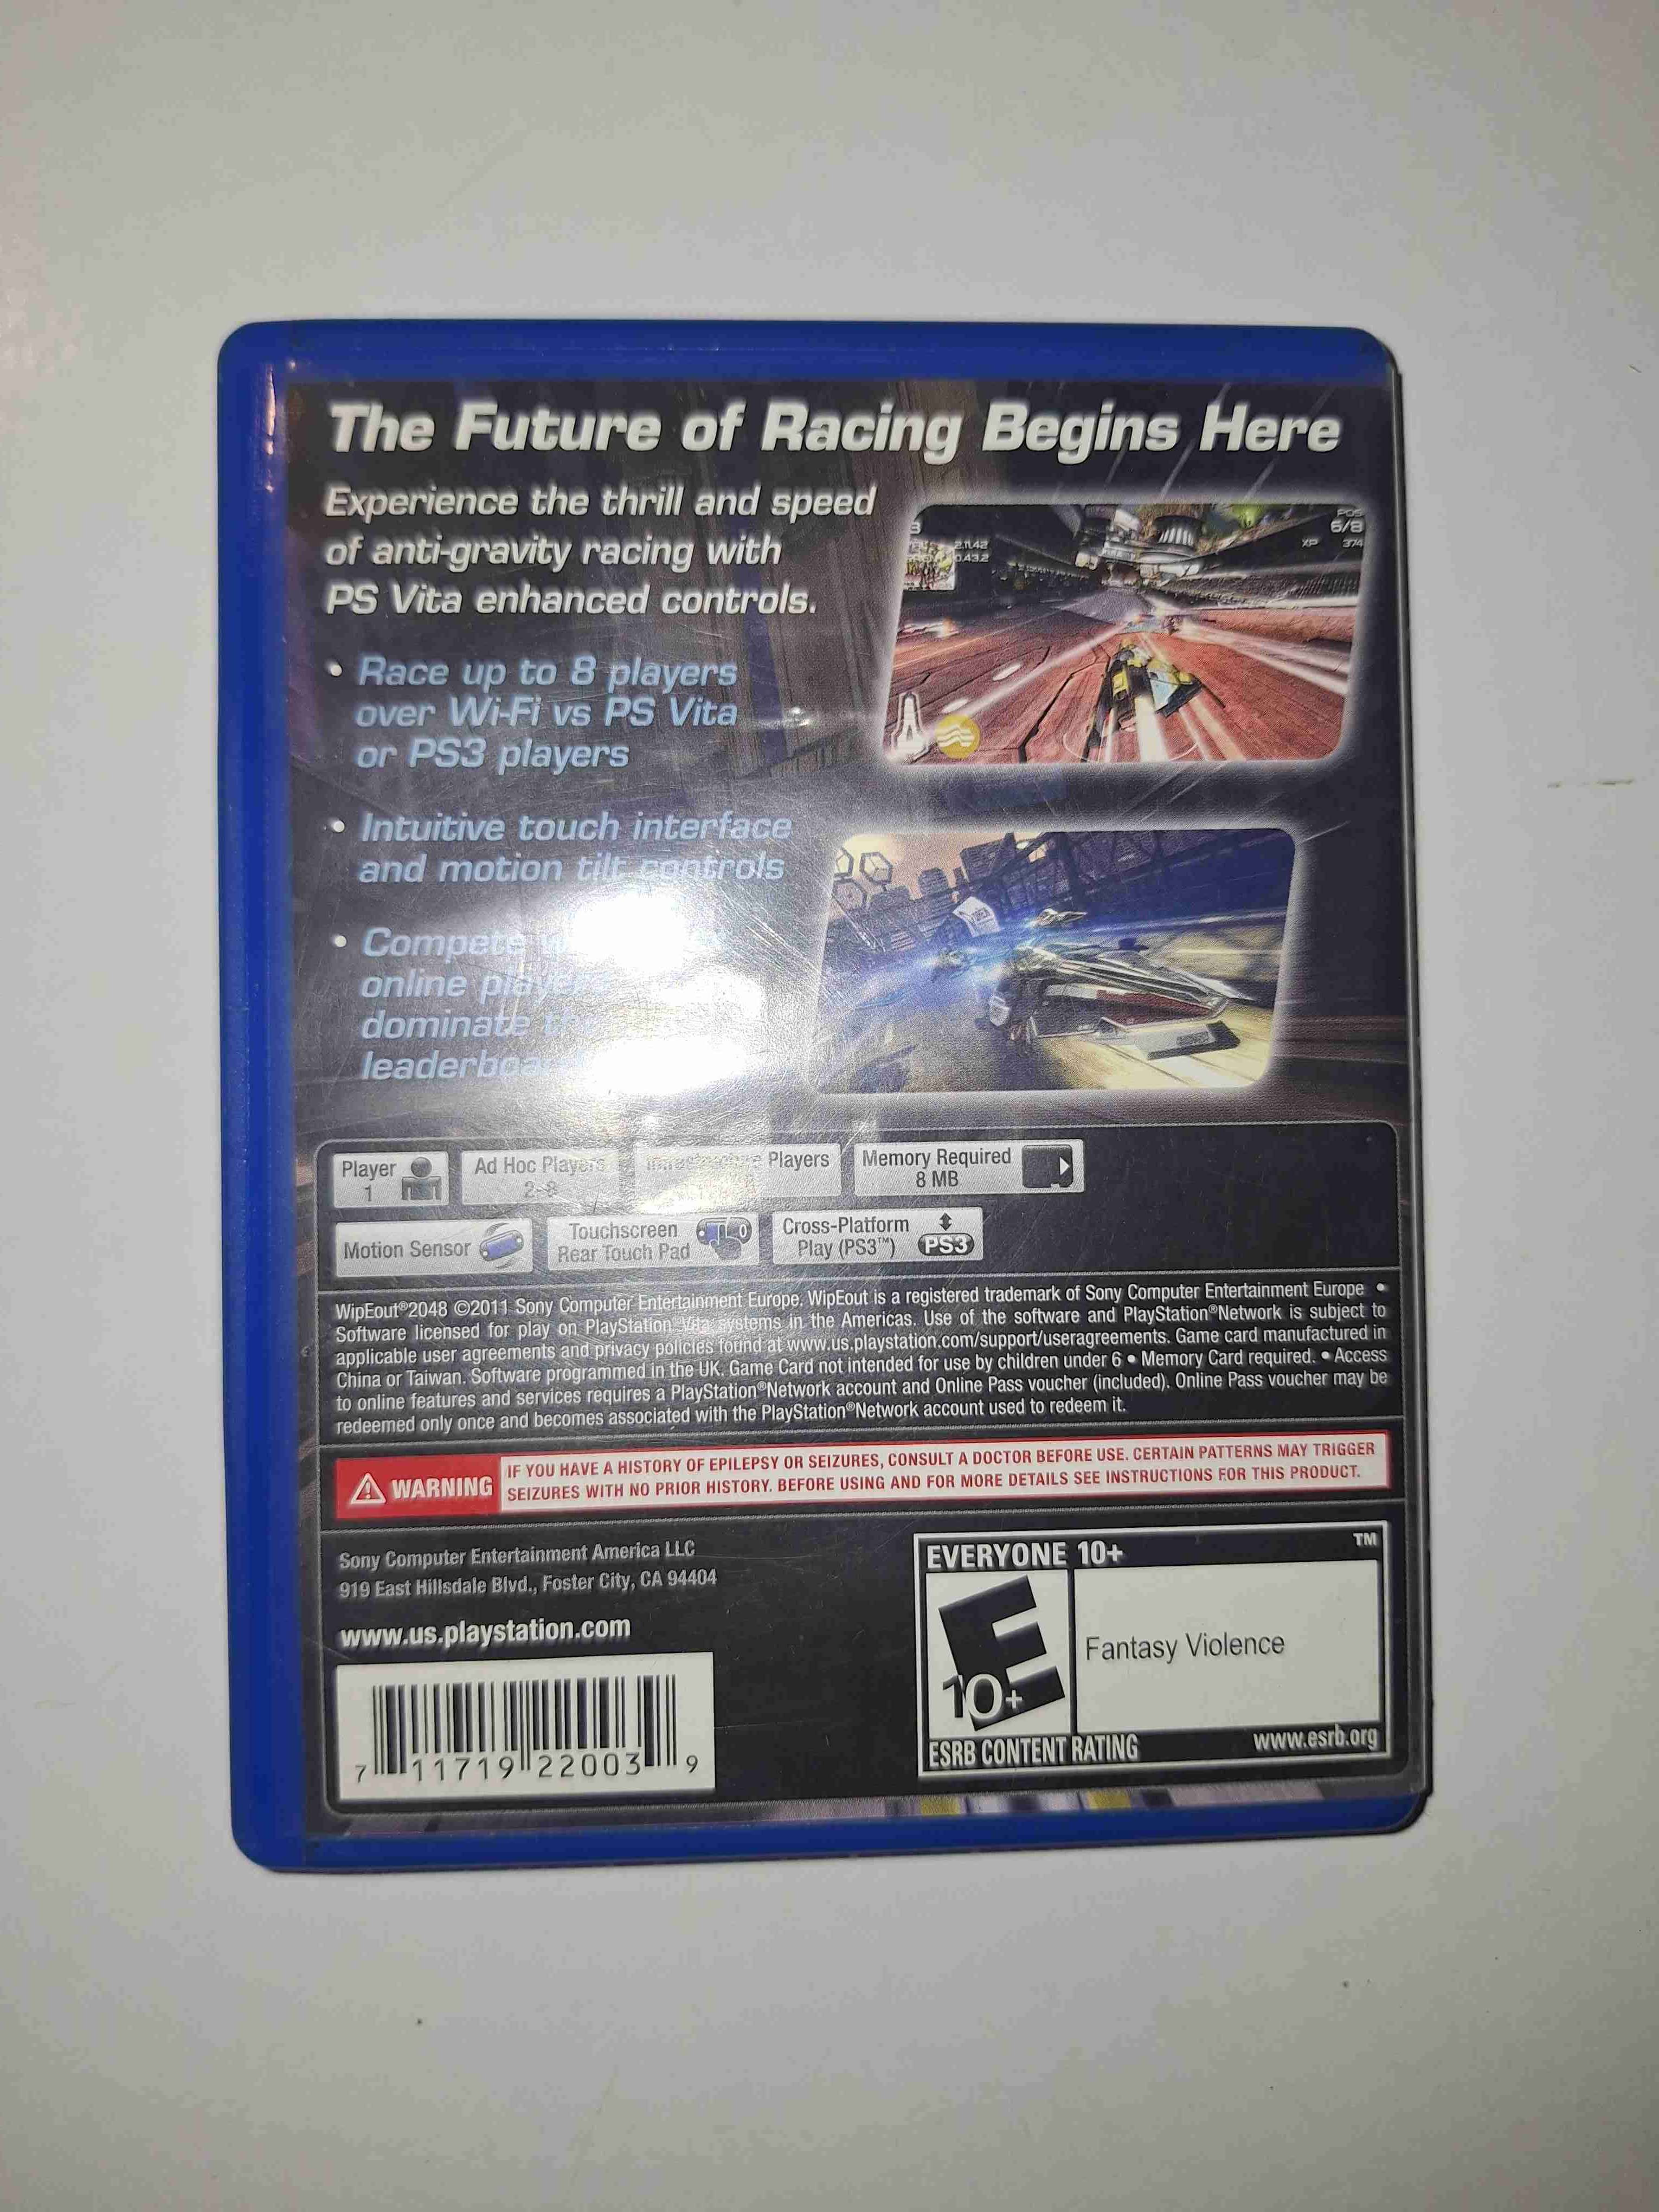 The Future of Racing Begins Here
Experience the thrill and speed
of anti-gravity racing with
PS Vita enhanced controls.
• Race up to 8 players
over Wi-Fi vs PS Vita
or PS3 players
• Intuitive touch interface
and motion tilt controls
• Compete
online players
dominate
POS
6/8
XP 374
Player
1
Ad Hoc Players
2-8
Infrastructure Players
Memory Required
8 MB
Motion Sensor
Touchscreen
Rear Touch Pad
Cross-Platform
Play (PS3™)
PS3
WipEout®2048 ©2011 Sony Computer Entertainment Europe. WipEout is a registered trademark of Sony Computer Entertainment Europe •
Software licensed for play on PlayStation®Vita systems in the Americas. Use of the software and PlayStation®Network is subject to
applicable user agreements and privacy policies found at www.us.playstation.com/support/useragreements. Game card manufactured in
China or Taiwan. Software programmed in the UK. Game Card not intended for use by children under 6 • Memory Card required. • Access
to online features and services requires a PlayStation®Network account and Online Pass voucher (included). Online Pass voucher may be
redeemed only once and becomes associated with the PlayStation®Network account used to redeem it.
WARNING
IF YOU HAVE A HISTORY OF EPILEPSY OR SEIZURES, CONSULT A DOCTOR BEFORE USE. CERTAIN PATTERNS MAY TRIGGER
SEIZURES WITH NO PRIOR HISTORY. BEFORE USING AND FOR MORE DETAILS SEE INSTRUCTIONS FOR THIS PRODUCT.
Sony Computer Entertainment America LLC
919 East Hillsdale Blvd., Foster City, CA 94404
www.us.playstation.com
7 11719 22003 9
EVERYONE 10+
TM
E
10+
Fantasy Violence
ESRB CONTENT RATING
www.esrb.org